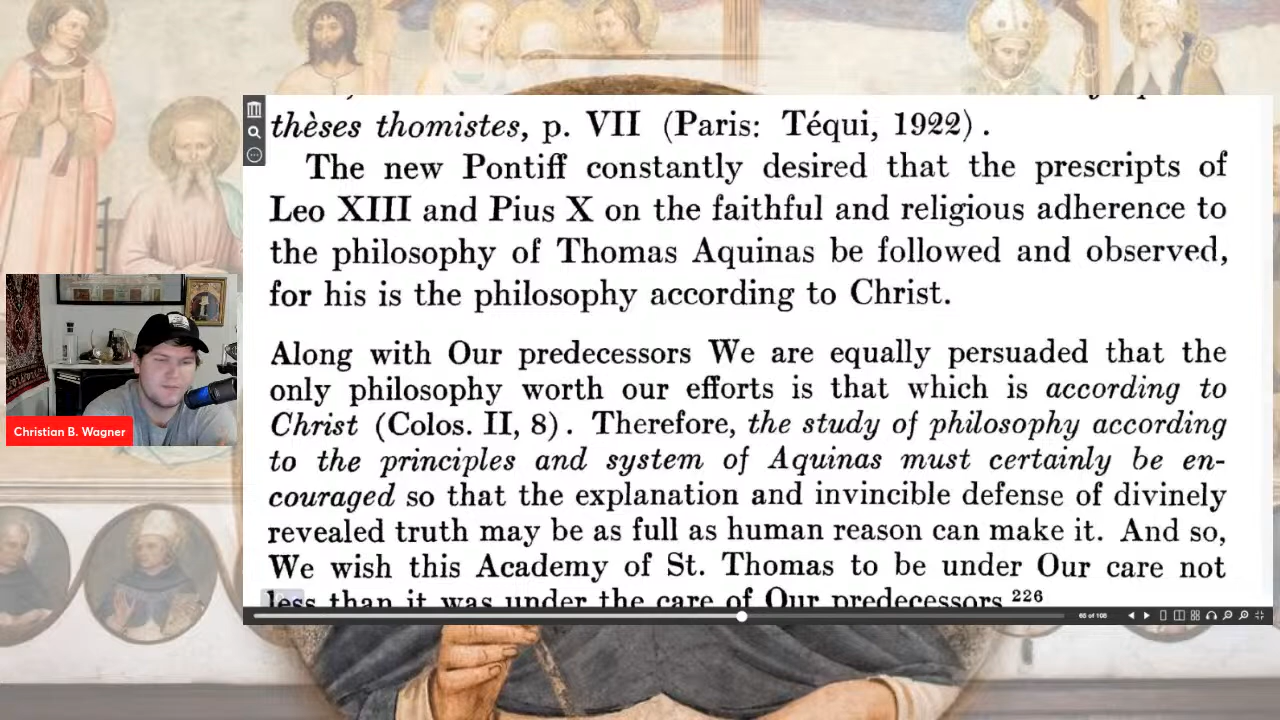 thèses thomistes, p. VII (Paris: Téqui, 1922).
The new Pontiff constantly desired that the prescripts of
Leo XIII and Pius X on the faithful and religious adherence to
the philosophy of Thomas Aquinas be followed and observed,
for his is the philosophy according to Christ.
Along with Our predecessors We are equally persuaded that the
only philosophy worth our efforts is that which is according to
Christ (Colos. II, 8). Therefore, the study of philosophy according
to the principles and system of Aquinas must certainly be en-
couraged so that the explanation and invincible defense of divinely
revealed truth may be as full as human reason can make it. And so,
We wish this Academy of St. Thomas to be under Our care not
less than it was under the care of Our predecessors.226
Christian B. Wagner